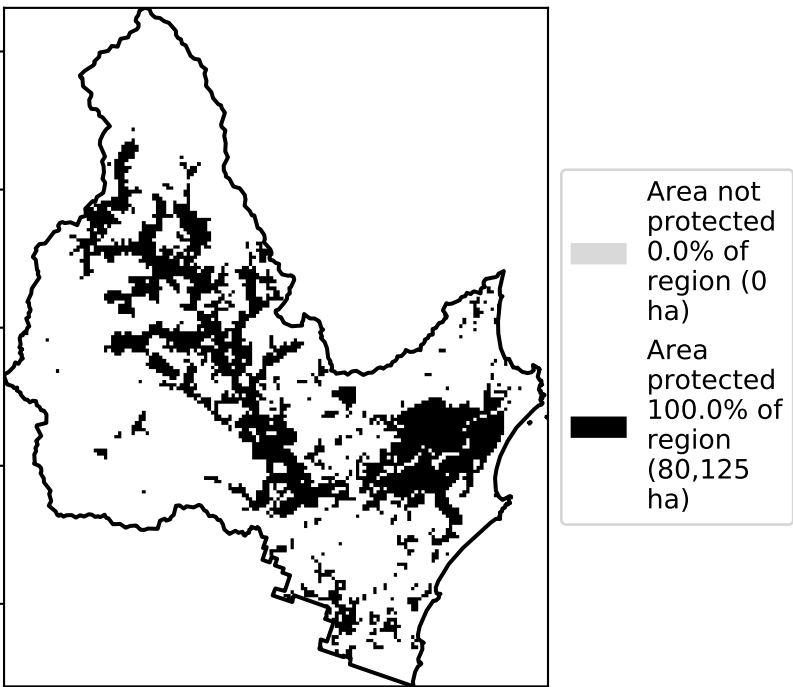 Area not
protected
0.0% of
region (0
ha)
Area
protected
100.0% of
region
(80,125
ha)